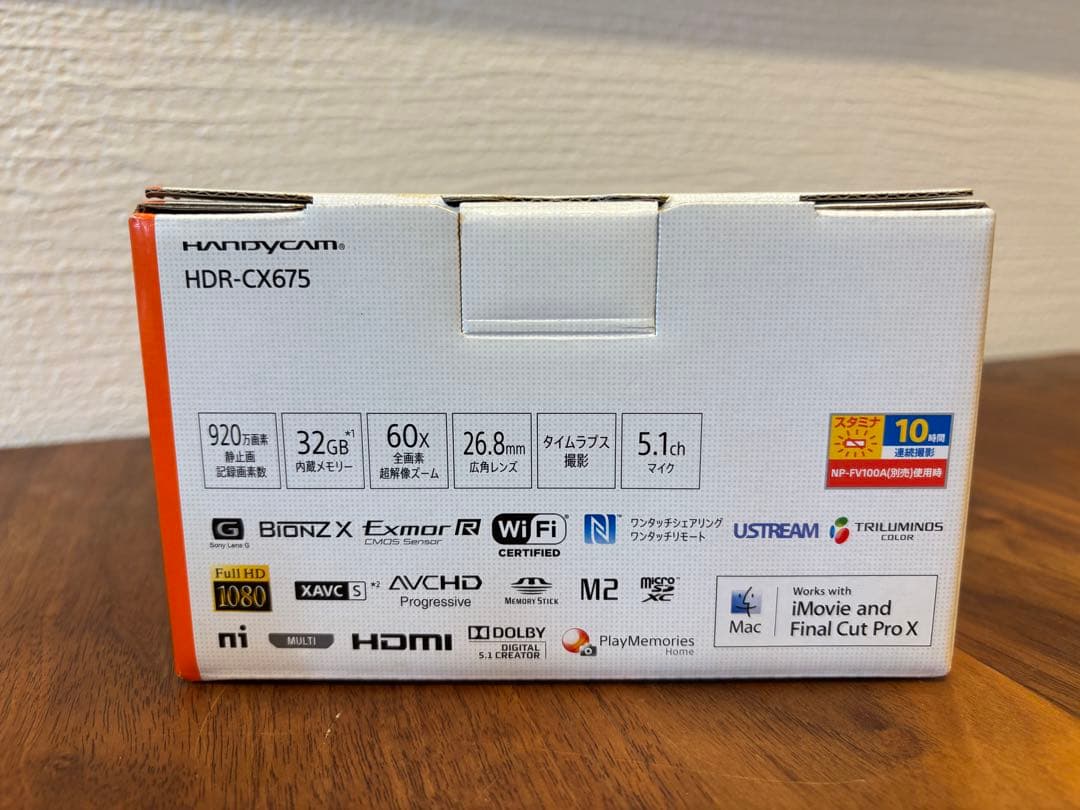 HANDYCAM®
HDR-CX675
920万画素
静止画
記録画素数
32GB*1
内蔵メモリー
60x
全画素
超解像ズーム
26.8mm
広角レンズ
タイムラプス
撮影
5.1ch
マイク
スタミナ
10時間
連続撮影
NP-FV100A(別売)使用時
G
Sony Lens G
BIONZ X
Exmor R
CMOS Sensor
Wi Fi
CERTIFIED
N
ワンタッチシェアリング
ワンタッチリモート
USTREAM
TRILUMINOS
COLOR
Full HD
1080
XAVC S *2
AVCHD
Progressive
MEMORY STICK
M2
micro
SD
XC
Mac
Works with
iMovie and
Final Cut Pro X
ni
MULTI
HDMI
DOLBY
DIGITAL
5.1 CREATOR
PlayMemories
Home